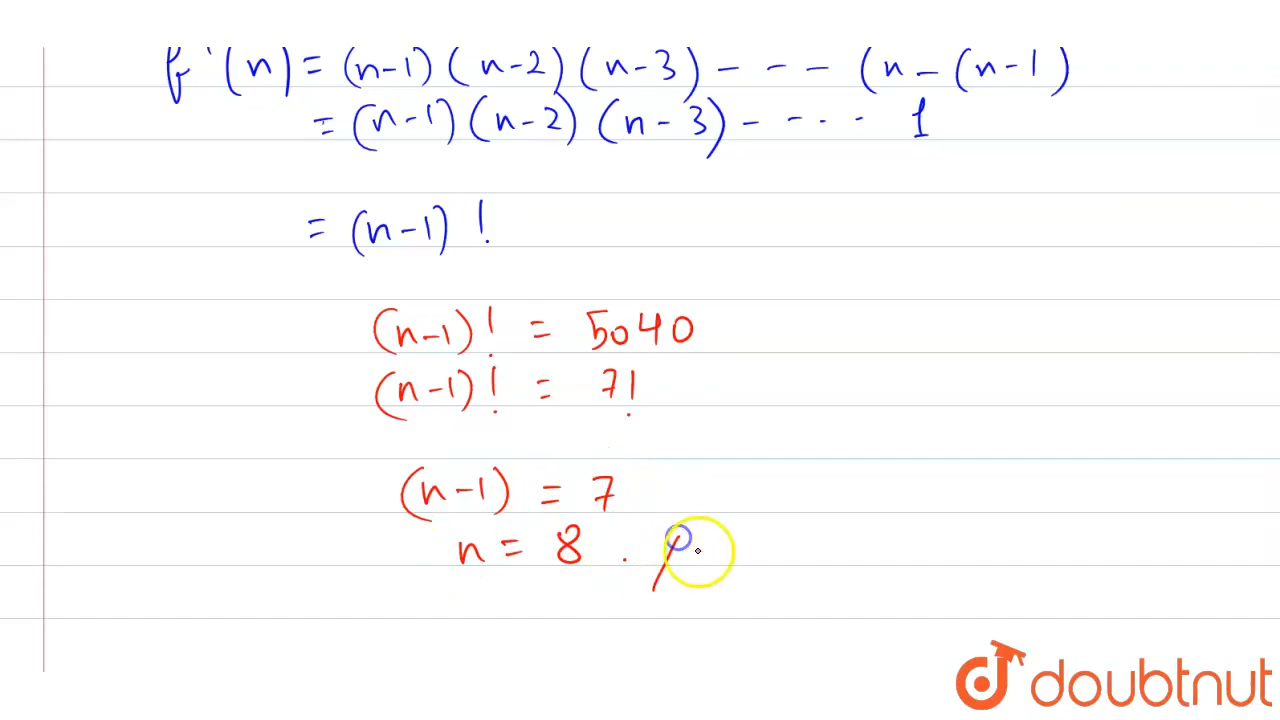 f'(n) = (n-1) (n-2) (n-3) - - - (n - (n-1)
= (n-1) (n-2) (n-3) - - - - 1
= (n-1) !
(n-1) ! = 5040
(n-1) ! = 7!
(n-1) = 7
n = 8 .
doubtnut